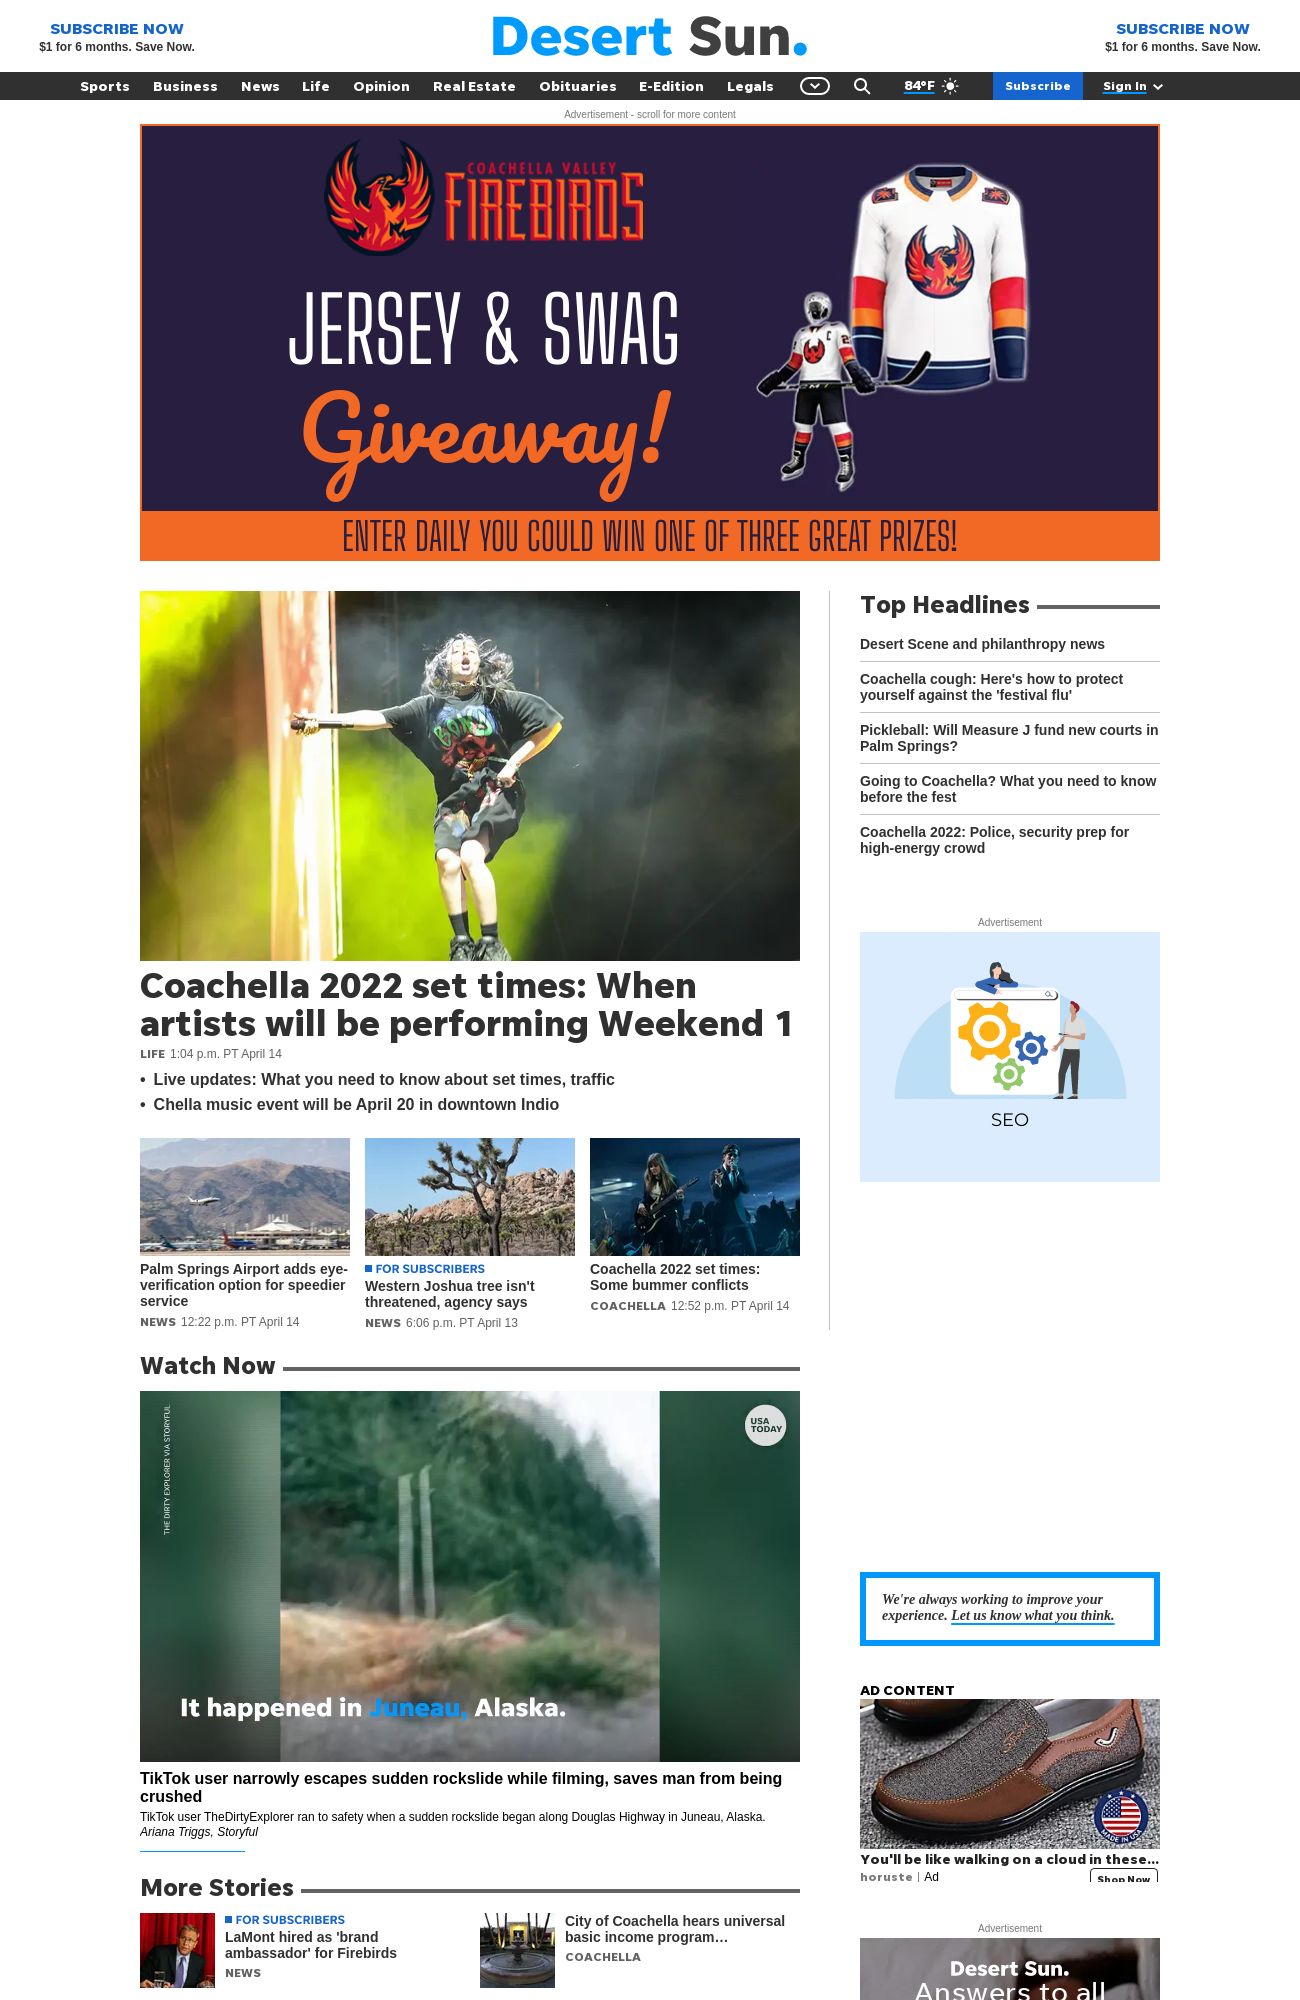 SUBSCRIBE NOW
$1 for 6 months. Save Now.
Desert Sun.
SUBSCRIBE NOW
$1 for 6 months. Save Now.
Sports Business News Life Opinion Real Estate Obituaries E-Edition Legals 84°F Subscribe Sign In
Advertisement - scroll for more content
COACHELLA VALLEY
FIREBIRDS
JERSEY & SWAG
Giveaway!
ENTER DAILY YOU COULD WIN ONE OF THREE GREAT PRIZES!
Coachella 2022 set times: When
artists will be performing Weekend 1
LIFE 1:04 p.m. PT April 14
• Live updates: What you need to know about set times, traffic
• Chella music event will be April 20 in downtown Indio
Palm Springs Airport adds eye-
verification option for speedier
service
NEWS 12:22 p.m. PT April 14
FOR SUBSCRIBERS
Western Joshua tree isn't
threatened, agency says
NEWS 6:06 p.m. PT April 13
Coachella 2022 set times:
Some bummer conflicts
COACHELLA 12:52 p.m. PT April 14
Top Headlines
Desert Scene and philanthropy news
Coachella cough: Here's how to protect
yourself against the 'festival flu'
Pickleball: Will Measure J fund new courts in
Palm Springs?
Going to Coachella? What you need to know
before the fest
Coachella 2022: Police, security prep for
high-energy crowd
Advertisement
SEO
Watch Now
THE DIRTY EXPLORER VIA STORYFUL
USA
TODAY
It happened in Juneau, Alaska.
TikTok user narrowly escapes sudden rockslide while filming, saves man from being
crushed
TikTok user TheDirtyExplorer ran to safety when a sudden rockslide began along Douglas Highway in Juneau, Alaska.
Ariana Triggs, Storyful
We're always working to improve your
experience. Let us know what you think.
AD CONTENT
MADE IN USA
You'll be like walking on a cloud in these...
horuste | Ad
Shop Now
More Stories
FOR SUBSCRIBERS
LaMont hired as 'brand
ambassador' for Firebirds
NEWS
City of Coachella hears universal
basic income program…
COACHELLA
Advertisement
Desert Sun.
Answers to all